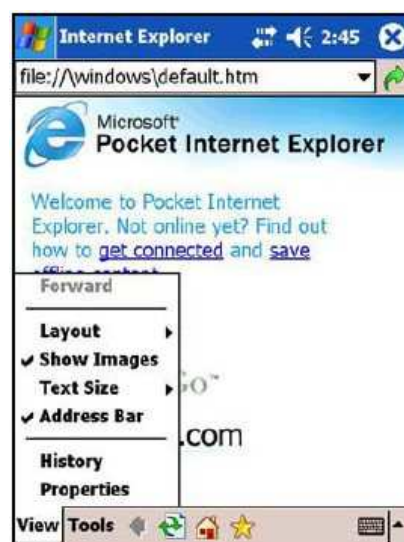 Internet Explorer 2:45
file://\windows\default.htm
Microsoft®
Pocket Internet Explorer
Welcome to Pocket Internet
Explorer. Not online yet? Find out
how to get connected and save
offline content
Forward
Layout
Show Images
Text Size
Address Bar
.com
History
Properties
View Tools